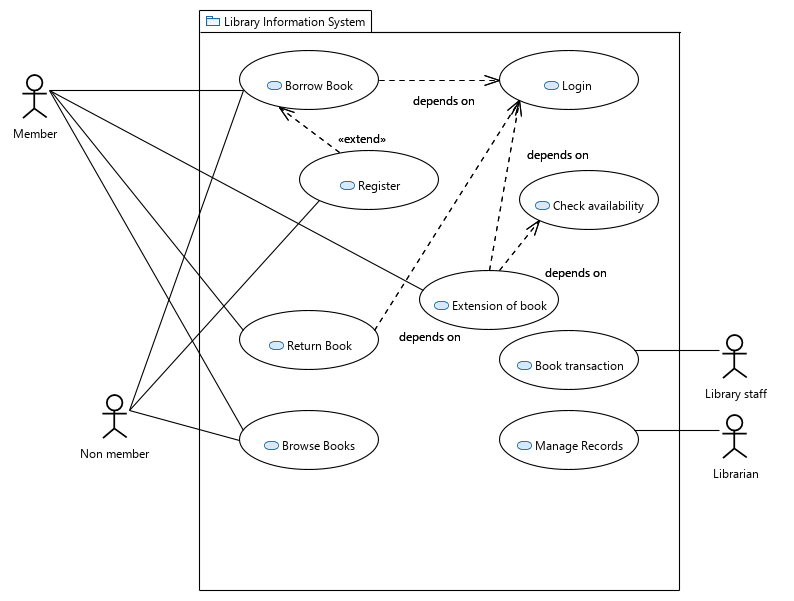 Library Information System
Borrow Book
Login
depends on
Member
«extend»
depends on
Register
Check availability
depends on
Extension of book
depends on
Return Book
Book transaction
Library staff
Browse Books
Manage Records
Non member
Librarian